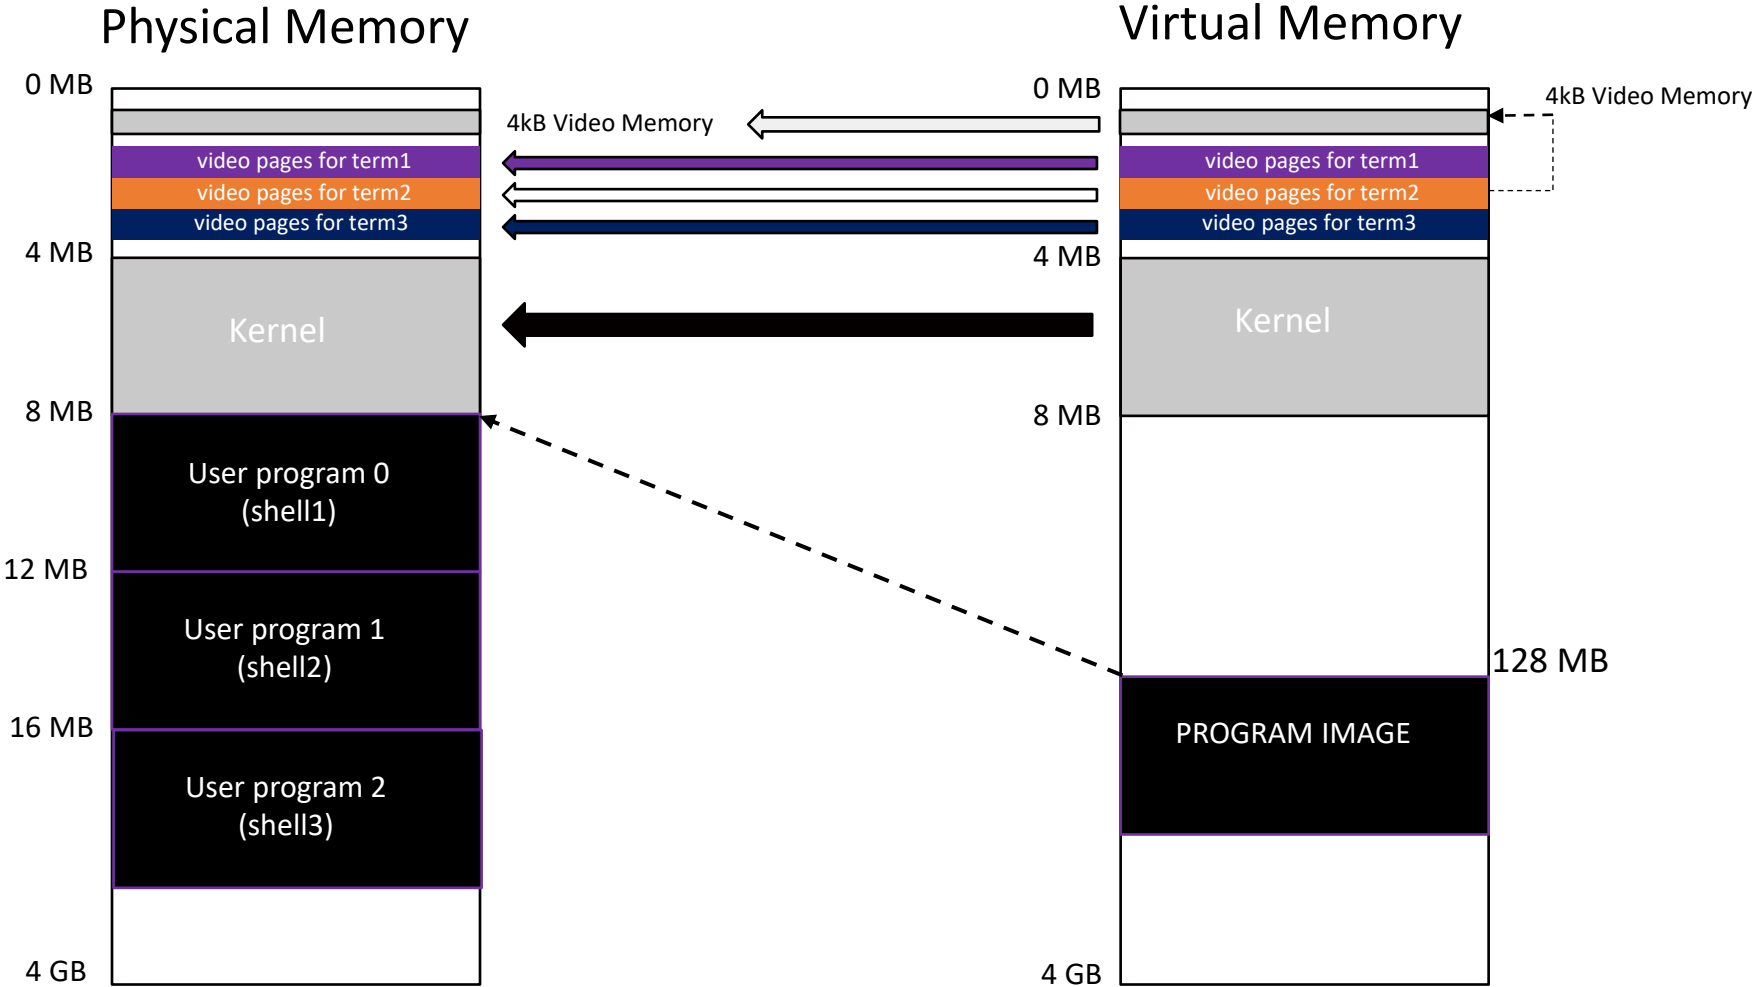 Physical Memory
Virtual Memory
0 MB
4kB Video Memory
0 MB
4kB Video Memory
video pages for term1
video pages for term2
video pages for term3
video pages for term1
video pages for term2
video pages for term3
4 MB
4 MB
Kernel
Kernel
8 MB
8 MB
User program 0
(shell1)
12 MB
User program 1
(shell2)
128 MB
16 MB
PROGRAM IMAGE
User program 2
(shell3)
4 GB
4 GB